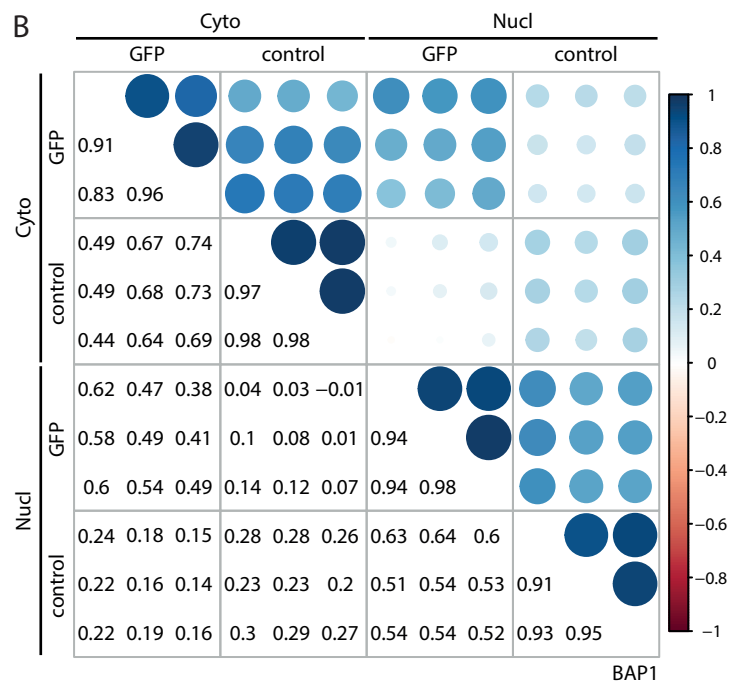 B
Cyto Nucl
GFP control GFP control
Cyto
GFP
0.91
0.83 0.96
control
0.49 0.67 0.74
0.49 0.68 0.73 0.97
0.44 0.64 0.69 0.98 0.98
Nucl
GFP
0.62 0.47 0.38 0.04 0.03 −0.01
0.58 0.49 0.41 0.1 0.08 0.01 0.94
0.6 0.54 0.49 0.14 0.12 0.07 0.94 0.98
control
0.24 0.18 0.15 0.28 0.28 0.26 0.63 0.64 0.6
0.22 0.16 0.14 0.23 0.23 0.2 0.51 0.54 0.53 0.91
0.22 0.19 0.16 0.3 0.29 0.27 0.54 0.54 0.52 0.93 0.95
1
0.8
0.6
0.4
0.2
0
−0.2
−0.4
−0.6
−0.8
−1
BAP1